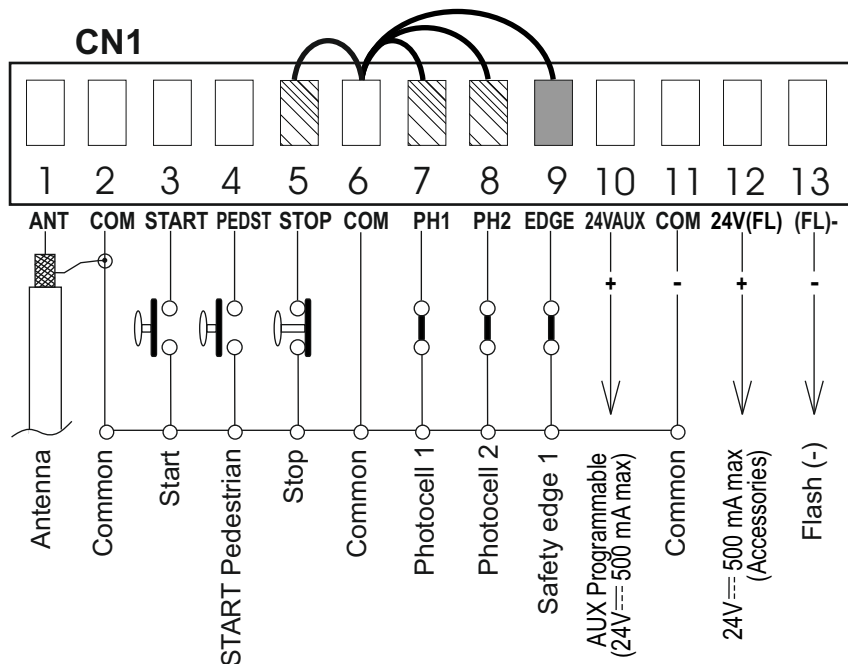 CN1
1 2 3 4 5 6 7 8 9 10 11 12 13
ANT COM START PEDST STOP COM PH1 PH2 EDGE 24VAUX COM 24V(FL) (FL)-
+ - + -
Antenna
Common
Start
START Pedestrian
Stop
Common
Photocell 1
Photocell 2
Safety edge 1
AUX Programmable
(24V⎓ 500 mA max)
Common
24V⎓ 500 mA max
(Accessories)
Flash (-)